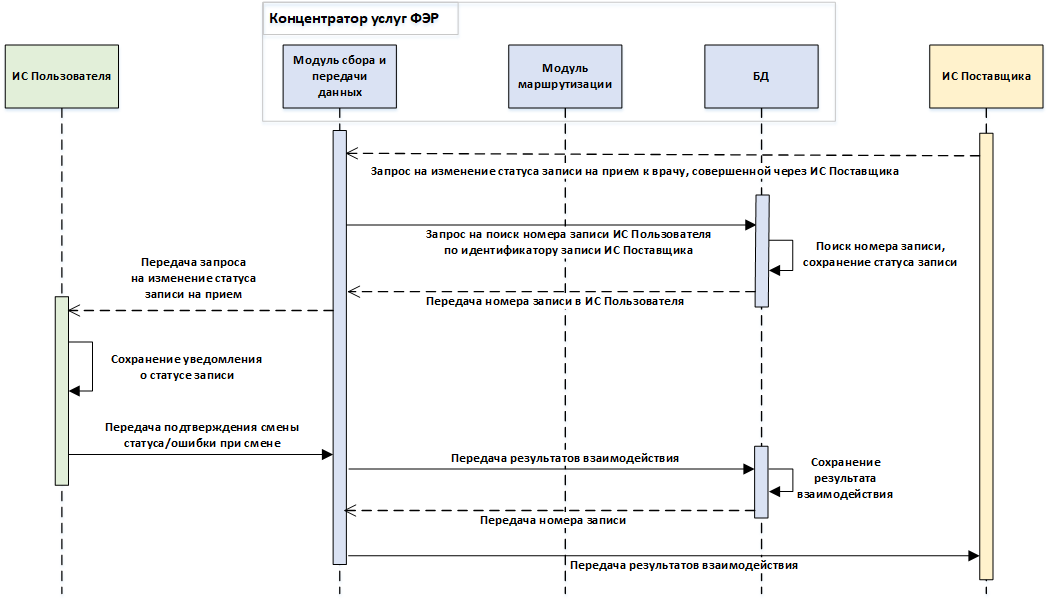 Концентратор услуг ФЭР
ИС Пользователя
Модуль сбора и
передачи
данных
Модуль
маршрутизации
БД
ИС Поставщика
Запрос на изменение статуса записи на прием к врачу, совершенной через ИС Поставщика
Запрос на поиск номера записи ИС Пользователя
по идентификатору записи ИС Поставщика
Поиск номера записи,
сохранение статуса записи
Передача запроса
на изменение статуса
записи на прием
Передача номера записи в ИС Пользователя
Сохранение уведомления
о статусе записи
Передача подтверждения смены
статуса/ошибки при смене
Передача результатов взаимодействия
Сохранение
результата
взаимодействия
Передача номера записи
Передача результатов взаимодействия